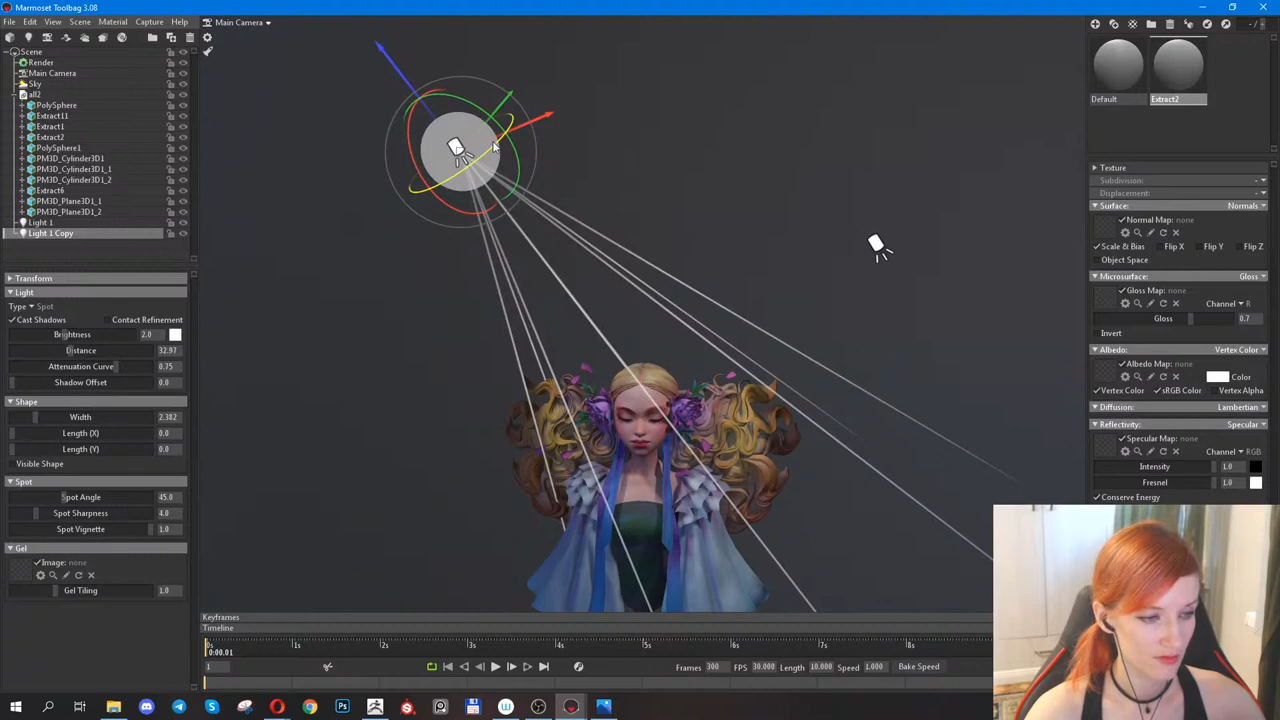 Marmoset Toolbag 3.08
File Edit View Scene Material Capture Help
Main Camera
- / -
Scene
Render
Main Camera
Sky
all2
PolySphere
Extract11
Extract1
Extract2
PolySphere1
PM3D_Cylinder3D1
PM3D_Cylinder3D1_1
PM3D_Cylinder3D1_2
Extract6
PM3D_Plane3D1_1
PM3D_Plane3D1_2
Light 1
Light 1 Copy
Transform
Light
Type Spot
Cast Shadows Contact Refinement
Brightness 2.0
Distance 32.97
Attenuation Curve 0.75
Shadow Offset 0.0
Shape
Width 2.382
Length (X) 0.0
Length (Y) 0.0
Visible Shape
Spot
Spot Angle 45.0
Spot Sharpness 4.0
Spot Vignette 1.0
Gel
Image: none
Gel Tiling 1.0
Default Extract2
Texture
Subdivision: -
Displacement: -
Surface: Normals
Normal Map: none
Scale & Bias Flip X Flip Y Flip Z
Object Space
Microsurface: Gloss
Gloss Map: none
Channel R
Gloss 0.7
Invert
Albedo: Vertex Color
Albedo Map: none
Color
Vertex Color sRGB Color Vertex Alpha
Diffusion: Lambertian
Reflectivity: Specular
Specular Map: none
Channel RGB
Intensity 1.0
Fresnel 1.0
Conserve Energy
Keyframes
Timeline
0s 1s 2s 3s 4s 5s 6s 7s 8s 9s
0:00.01
1
Frames 300 FPS 30.000 Length 10.000 Speed 1.000 Bake Speed
Ps
W